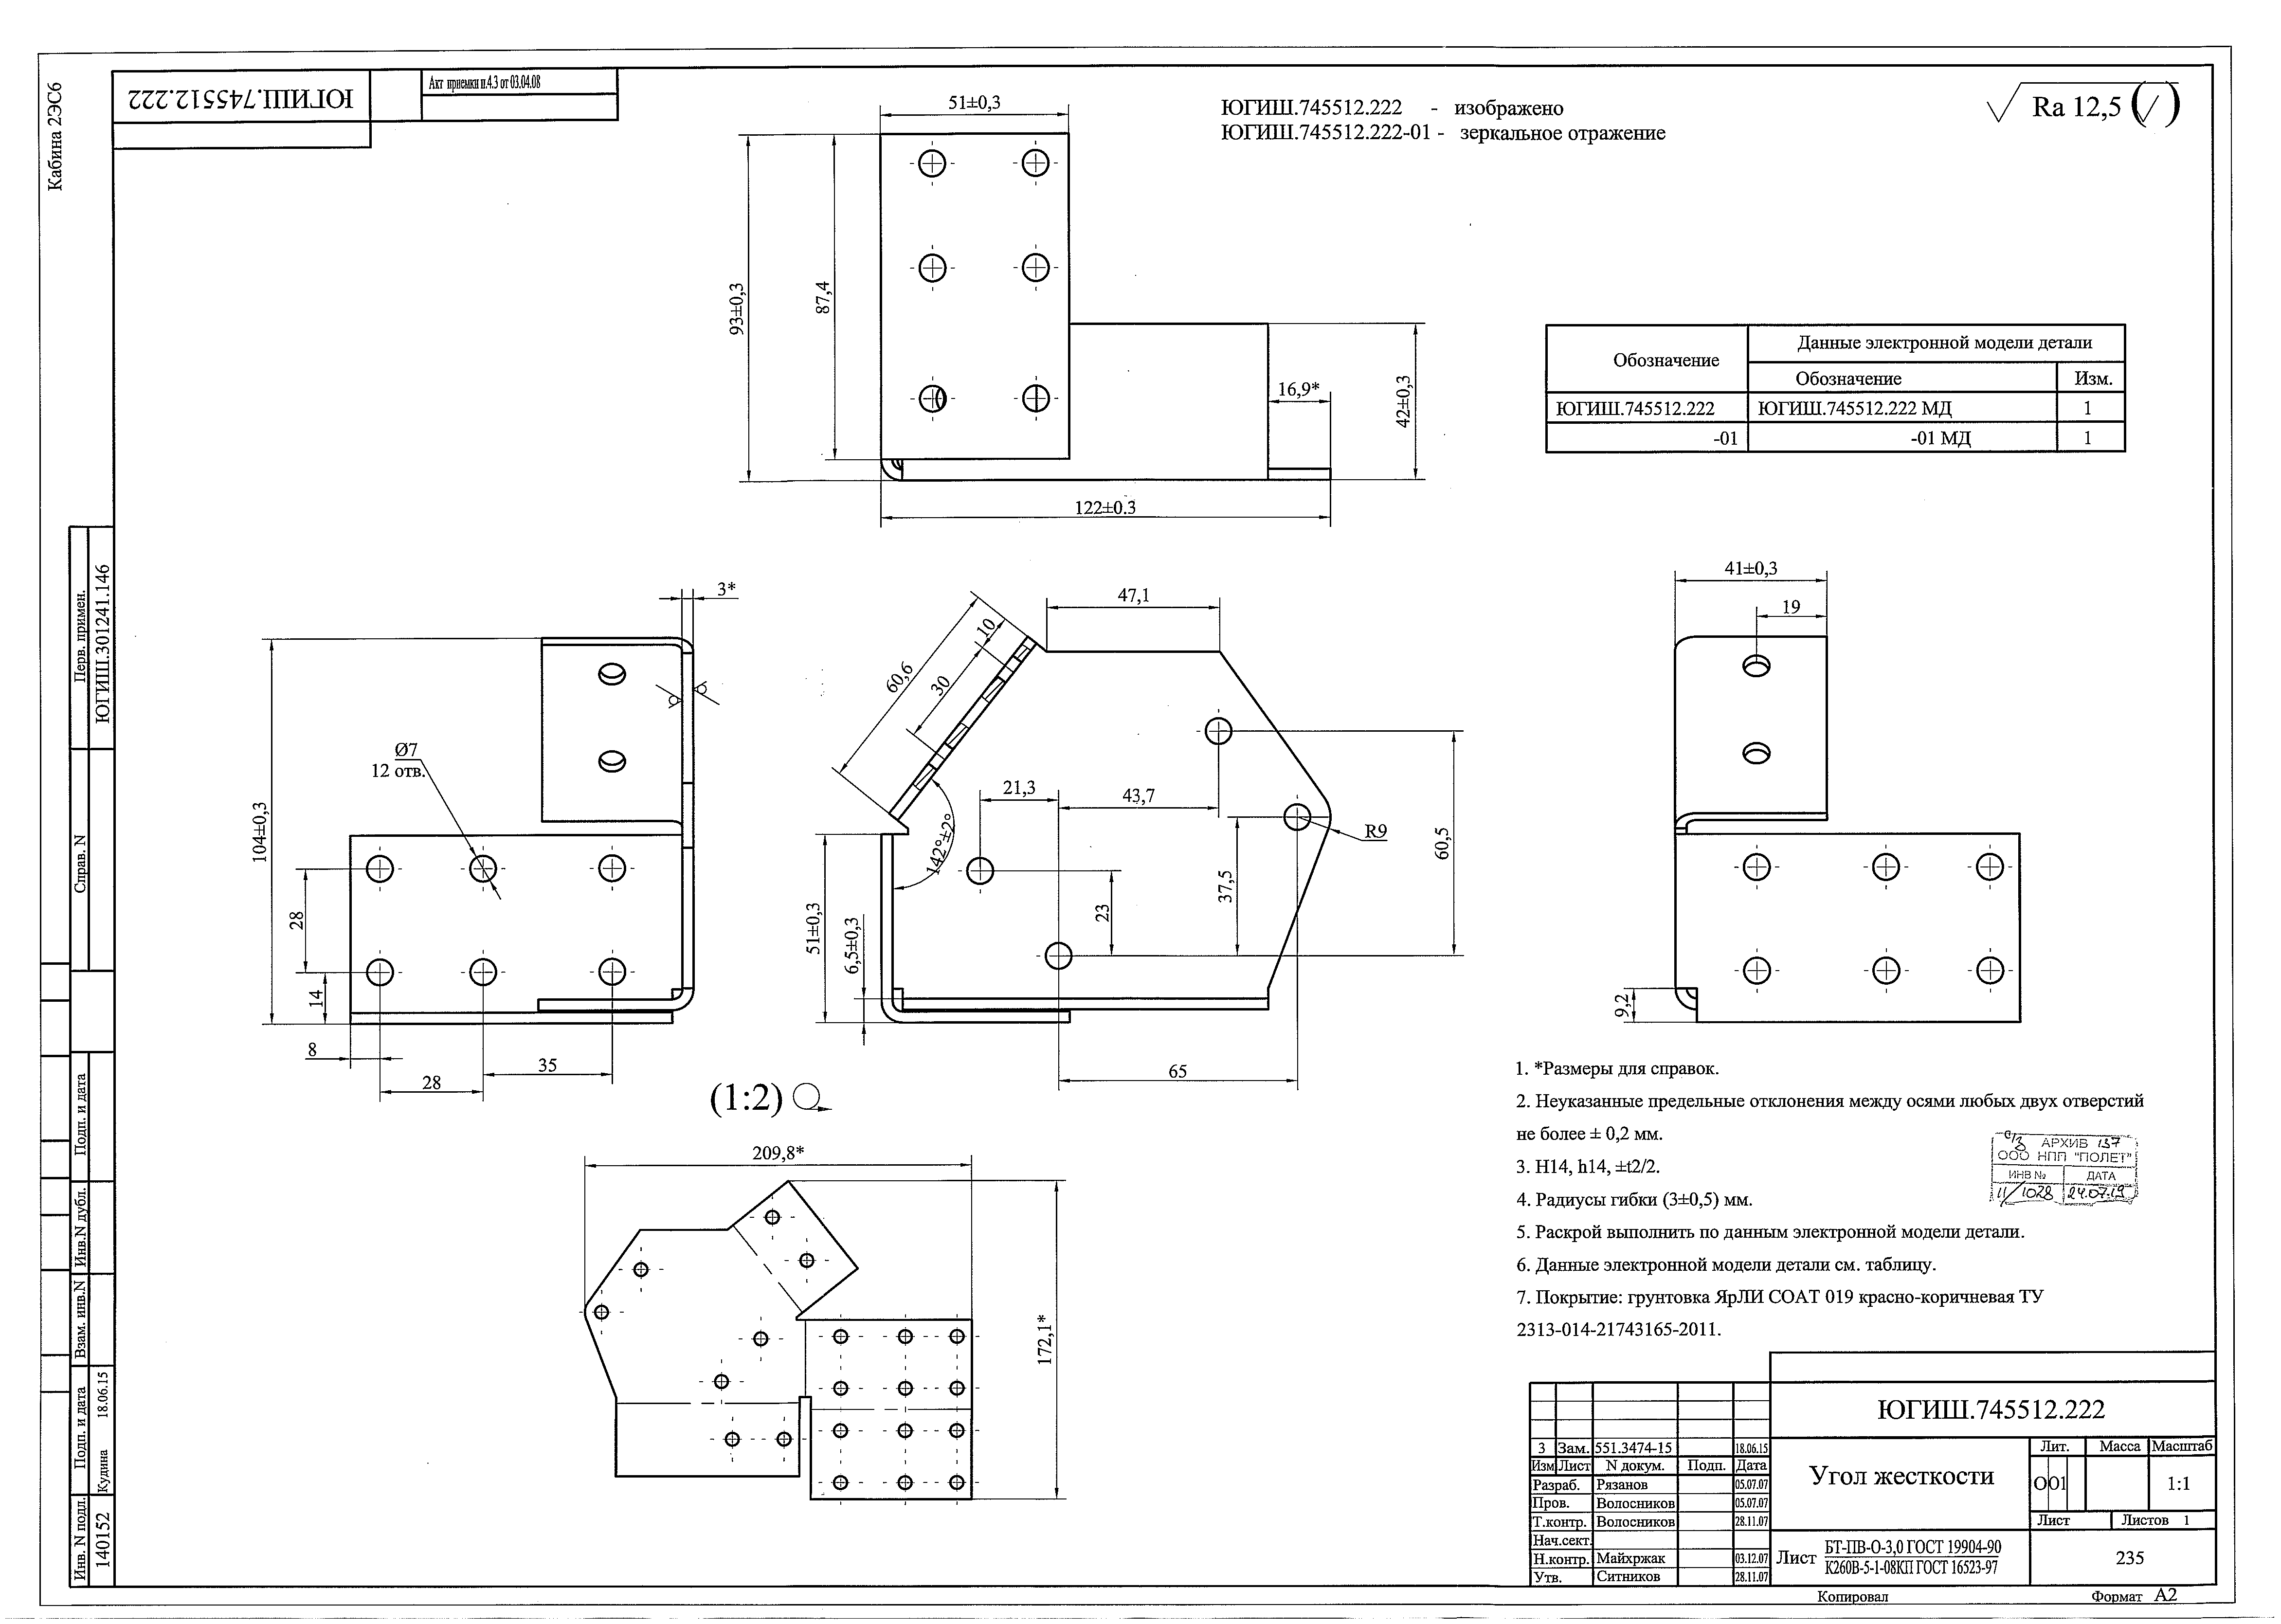 Кабина 2ЭС6
ЮГИШ.745512.222
Акт приемки п.4.3 от 03.04.08
ЮГИШ.745512.222 - изображено
ЮГИШ.745512.222-01 - зеркальное отражение
Ra 12,5
51±0,3
93±0,3
87,4
16,9*
42±0,3
122±0.3
Обозначение
Данные электронной модели детали
Обозначение
Изм.
ЮГИШ.745512.222
ЮГИШ.745512.222 МД
1
-01
-01 МД
1
3*
104±0,3
Ø7
12 отв.
28
14
8
28
35
47,1
60,6
10
30
142°±2°
21,3
43,7
R9
60,5
37,5
23
51±0,3
6,5±0,3
65
41±0,3
19
9,2
(1:2)
209,8*
172,1*
1. *Размеры для справок.
2. Неуказанные предельные отклонения между осями любых двух отверстий
не более ± 0,2 мм.
3. H14, h14, ±t2/2.
4. Радиусы гибки (3±0,5) мм.
5. Раскрой выполнить по данным электронной модели детали.
6. Данные электронной модели детали см. таблицу.
7. Покрытие: грунтовка ЯрЛИ СОАТ 019 красно-коричневая ТУ
2313-014-21743165-2011.
АРХИВ 137
ООО НПП "ПОЛЕТ"
ИНВ № ДАТА
11/1028 24.07.19
Перв. примен.
ЮГИШ.301241.146
Справ. N
Подп. и дата
Инв.N дубл.
Взам. инв.N
Подп. и дата
Кудина 18.06.15
Инв. N подл.
140152
3 Зам. 551.3474-15 18.06.15
Изм Лист N докум. Подп. Дата
Разраб. Рязанов 05.07.07
Пров. Волосников 05.07.07
Т.контр. Волосников 28.11.07
Нач.сект.
Н.контр. Майхржак 03.12.07
Утв. Ситников 28.11.07
ЮГИШ.745512.222
Угол жесткости
Лит. Масса Масштаб
О 01 1:1
Лист Листов 1
Лист
БТ-ПВ-О-3,0 ГОСТ 19904-90
К260В-5-1-08КП ГОСТ 16523-97
235
Копировал
Формат А2